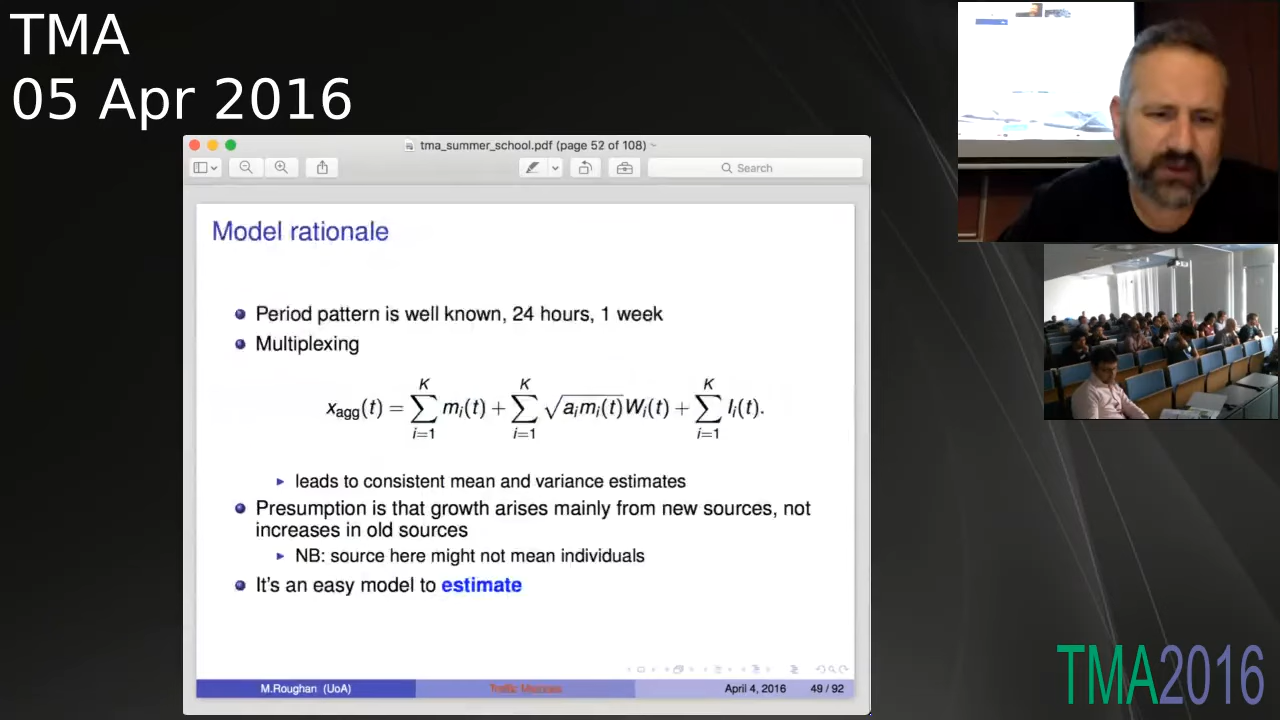 TMA
05 Apr 2016
tma_summer_school.pdf (page 52 of 108)
Search
Model rationale
Period pattern is well known, 24 hours, 1 week
Multiplexing
x_agg(t) = ∑_{i=1}^{K} m_i(t) + ∑_{i=1}^{K} √(a_i m_i(t)) W_i(t) + ∑_{i=1}^{K} I_i(t).
leads to consistent mean and variance estimates
Presumption is that growth arises mainly from new sources, not
increases in old sources
NB: source here might not mean individuals
It's an easy model to estimate
M.Roughan (UoA)
Traffic Matrices
April 4, 2016
49 / 92
TMA2016